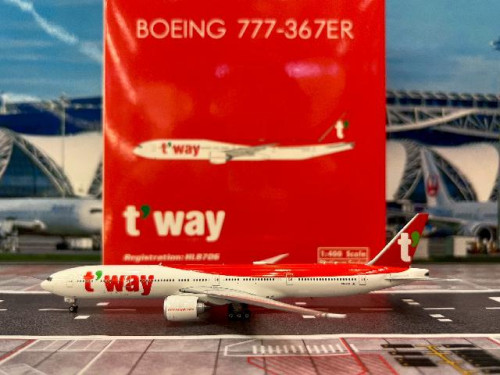 BOEING 777-367ER
t'way
t'way
Registration: HL8706
1:400 Scale
t'way
t